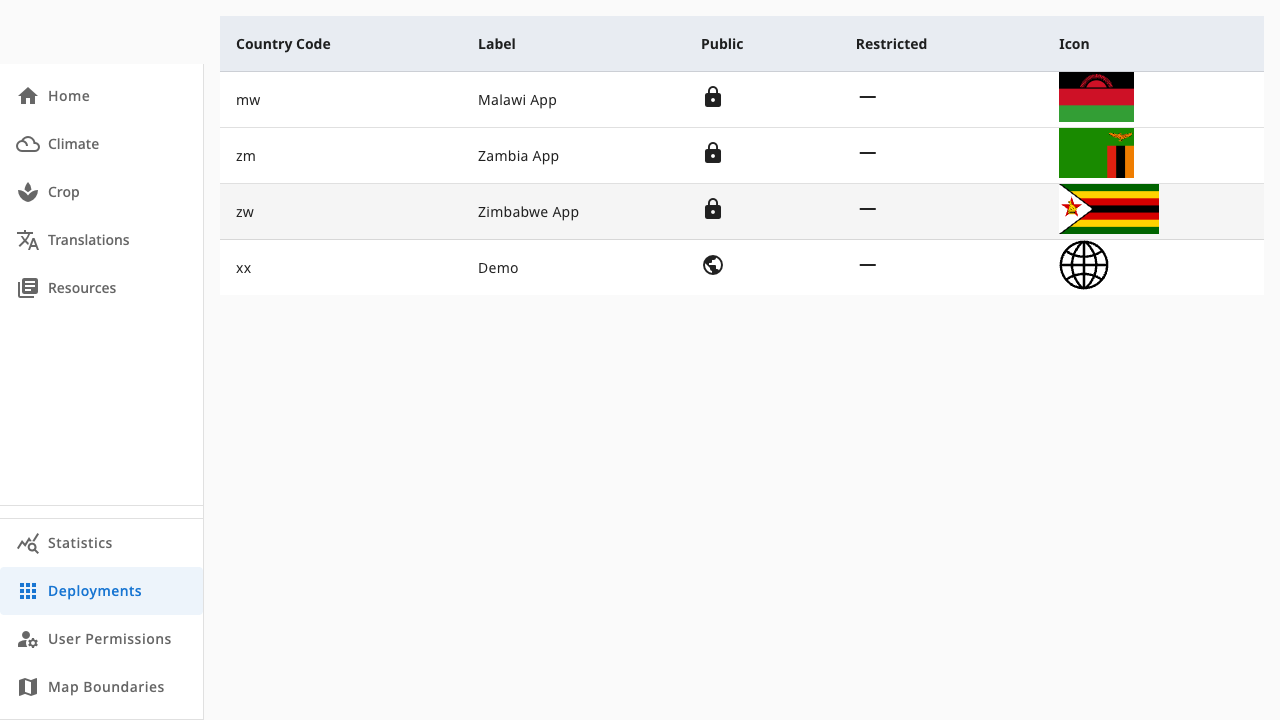 Country Code Label Public Restricted Icon
mw Malawi App —
zm Zambia App —
zw Zimbabwe App —
xx Demo —
Home
Climate
Crop
Translations
Resources
Statistics
Deployments
User Permissions
Map Boundaries